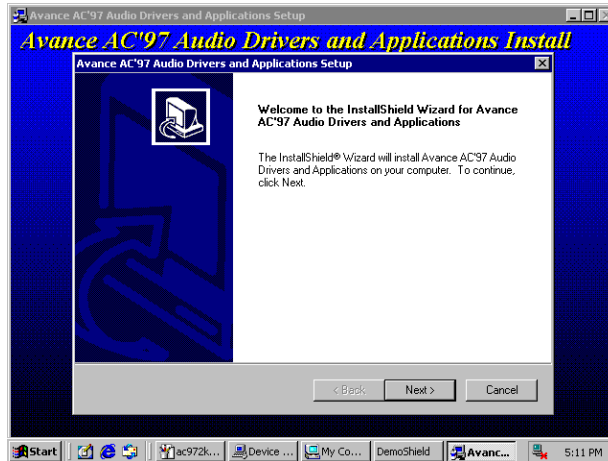 Avance AC'97 Audio Drivers and Applications Setup
Avance AC'97 Audio Drivers and Applications Install
Avance AC'97 Audio Drivers and Applications Setup
Welcome to the InstallShield Wizard for Avance
AC'97 Audio Drivers and Applications
The InstallShield® Wizard will install Avance AC'97 Audio
Drivers and Applications on your computer. To continue,
click Next.
< Back Next > Cancel
Start ac972k... Device ... My Co... DemoShield Avanc... 5:11 PM